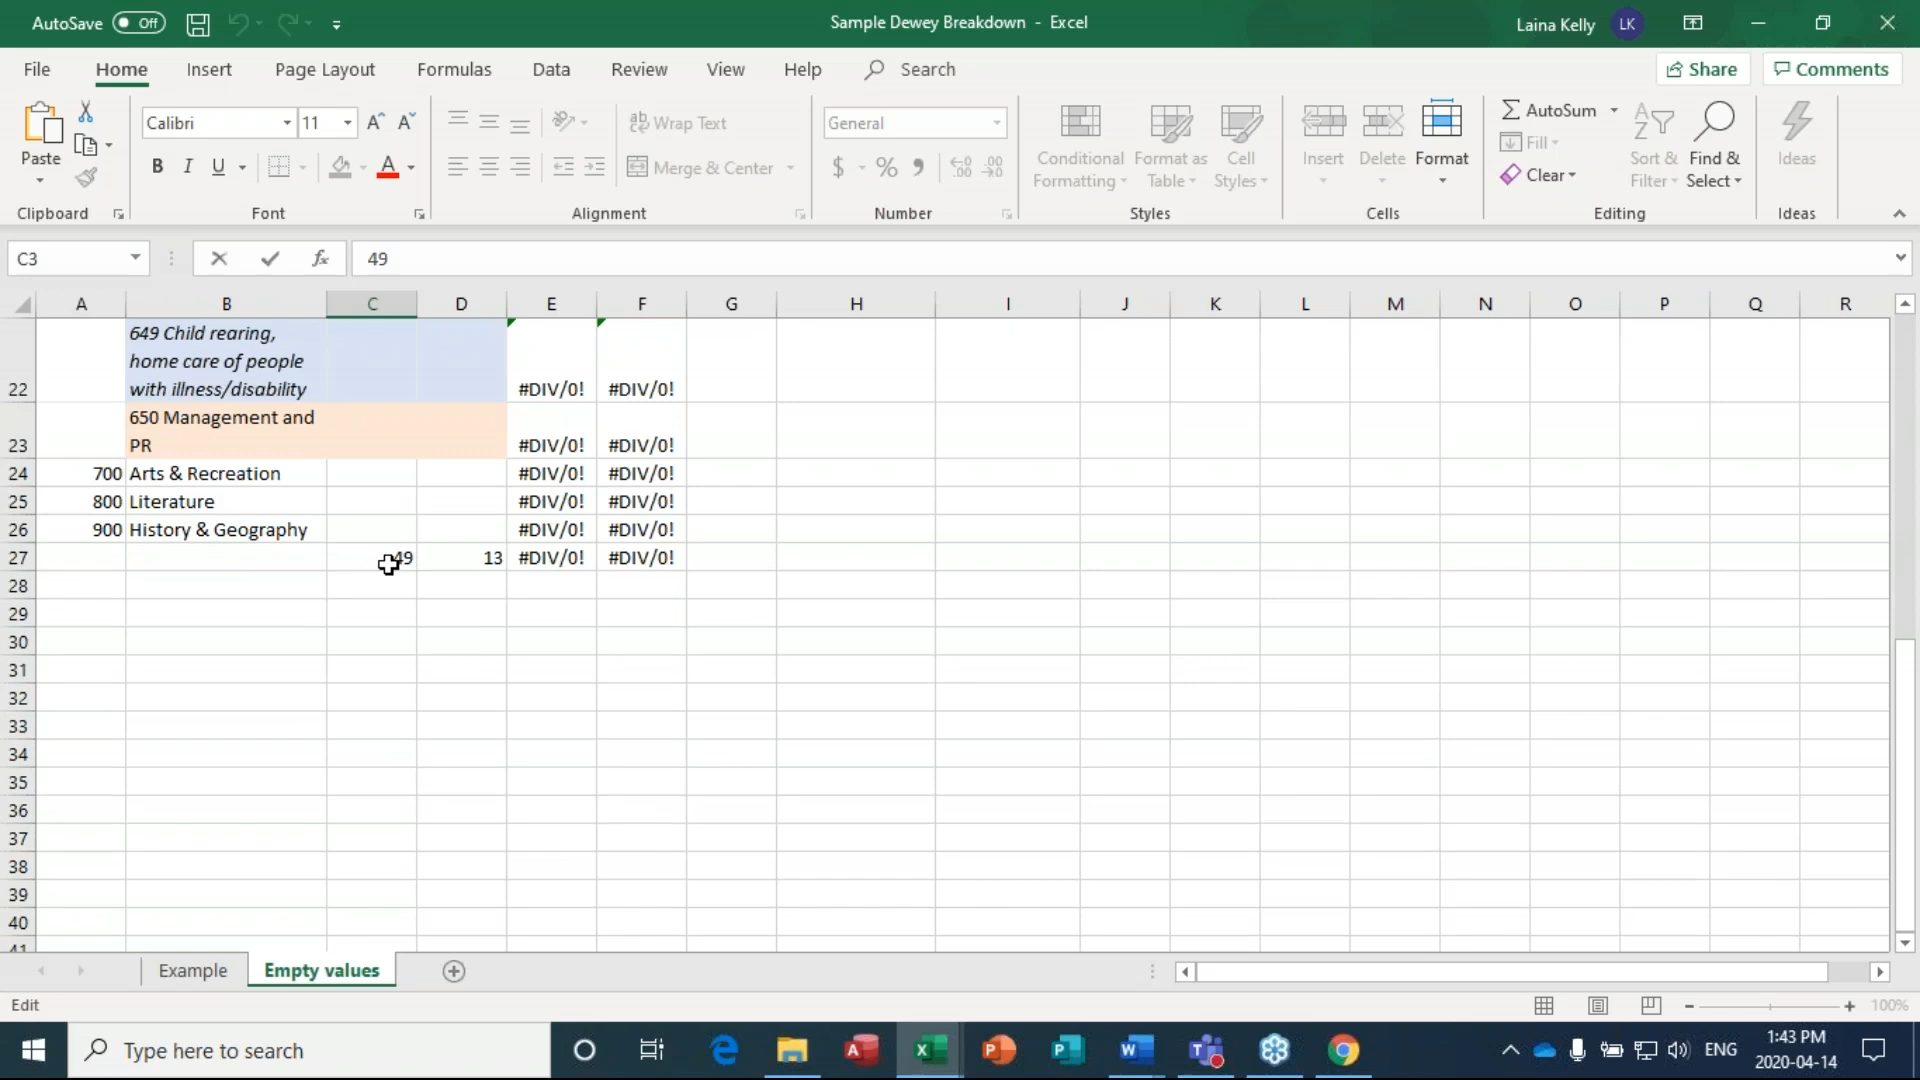 AutoSave Off
Sample Dewey Breakdown - Excel
Laina Kelly LK
File Home Insert Page Layout Formulas Data Review View Help Search
Share Comments
Paste
Clipboard
Calibri 11
B I U A
Font
ab Wrap Text
Merge & Center
Alignment
General
$ % ,
Number
Conditional Formatting
Format as Table
Cell Styles
Styles
Insert Delete Format
Cells
AutoSum
Fill
Clear
Sort & Filter
Find & Select
Editing
Ideas
Ideas
C3 fx 49
A B C D E F G H I J K L M N O P Q R
649 Child rearing,
home care of people
22 with illness/disability #DIV/0! #DIV/0!
650 Management and
23 PR #DIV/0! #DIV/0!
24 700 Arts & Recreation #DIV/0! #DIV/0!
25 800 Literature #DIV/0! #DIV/0!
26 900 History & Geography #DIV/0! #DIV/0!
27 49 13 #DIV/0! #DIV/0!
28
29
30
31
32
33
34
35
36
37
38
39
40
41
Example Empty values
Edit
100%
Type here to search
ENG
1:43 PM
2020-04-14